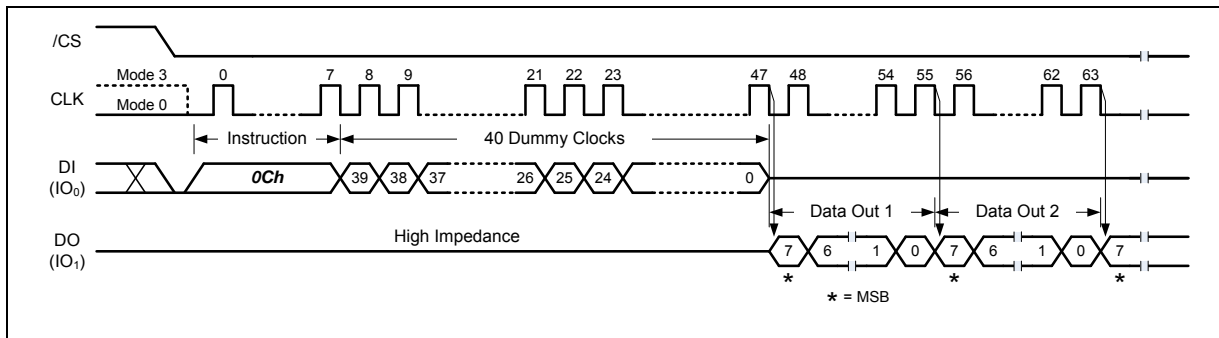 /CS
Mode 3
0 7 8 9 21 22 23 47 48 54 55 56 62 63
CLK
Mode 0
Instruction 40 Dummy Clocks
DI
(IO0)
0Ch 39 38 37 26 25 24 0
Data Out 1 Data Out 2
High Impedance
DO
(IO1)
7 6 1 0 7 6 1 0 7
* * *
* = MSB